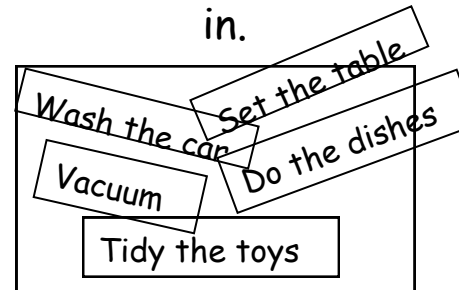 in.
Set the table
Wash the car
Do the dishes
Vacuum
Tidy the toys